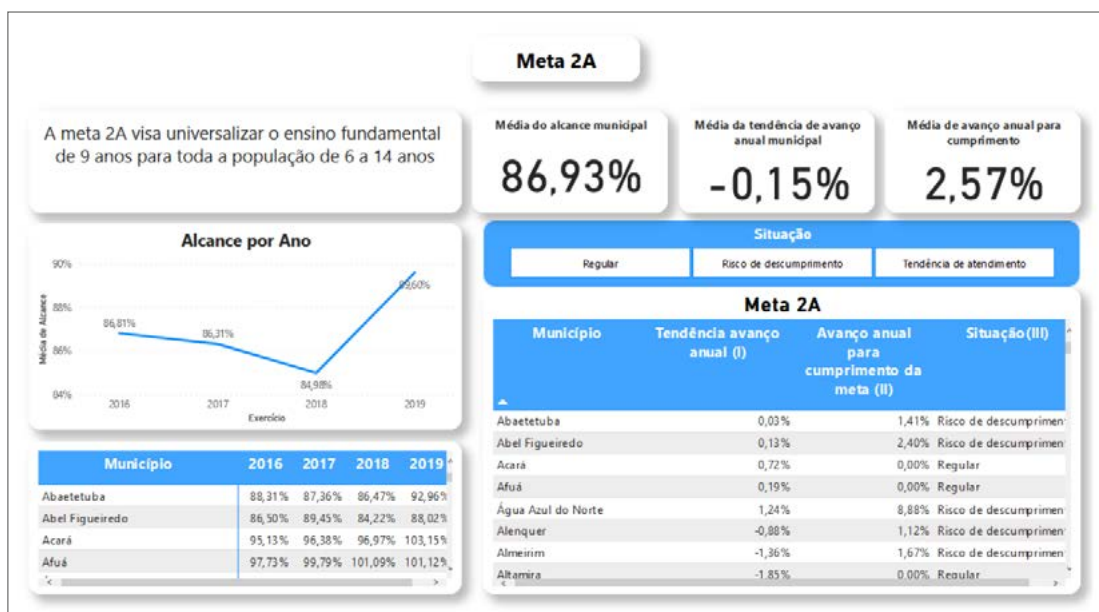 Meta 2A
A meta 2A visa universalizar o ensino fundamental
de 9 anos para toda a população de 6 a 14 anos
Média do alcance municipal
86,93%
Média da tendência de avanço
anual municipal
-0,15%
Média de avanço anual para
cumprimento
2,57%
Alcance por Ano
Média de Alcance
90%
88%
86%
84%
86,81%
86,31%
84,98%
89,60%
2016 2017 2018 2019
Exercício
Situação
Regular Risco de descumprimento Tendência de atendimento
Município 2016 2017 2018 2019
Abaetetuba 88,31% 87,36% 86,47% 92,96%
Abel Figueiredo 86,50% 89,45% 84,22% 88,02%
Acará 95,13% 96,38% 96,97% 103,15%
Afuá 97,73% 99,79% 101,09% 101,12%
Meta 2A
Município Tendência avanço Avanço anual Situação(III)
anual (I) para
cumprimento da
meta (II)
Abaetetuba 0,03% 1,41% Risco de descumprimen
Abel Figueiredo 0,13% 2,40% Risco de descumprimen
Acará 0,72% 0,00% Regular
Afuá 0,19% 0,00% Regular
Água Azul do Norte 1,24% 8,88% Risco de descumprimen
Alenquer -0,88% 1,12% Risco de descumprimen
Almeirim -1,36% 1,67% Risco de descumprimen
Altamira -1,85% 0,00% Regular